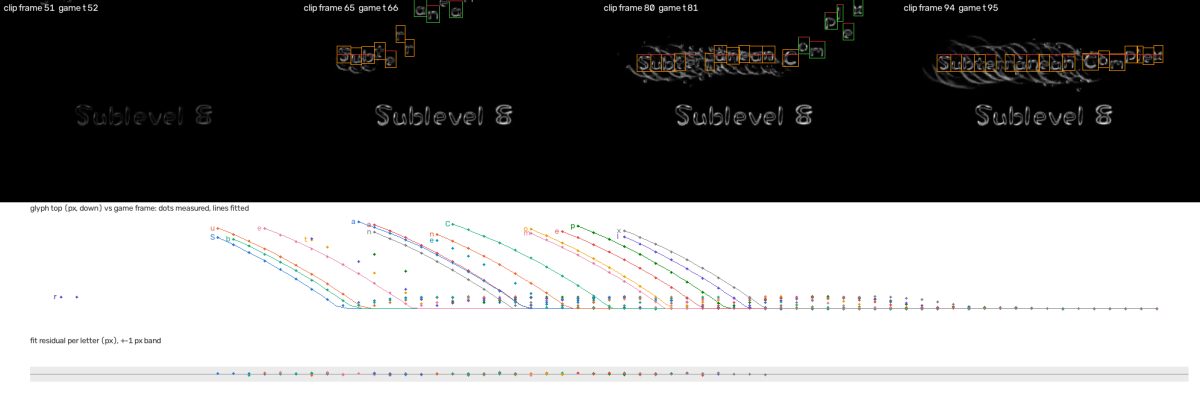 clip frame 51 game t 52
clip frame 65 game t 66
clip frame 80 game t 81
clip frame 94 game t 95
Sublevel 8
Sublevel 8
Sublevel 8
Sublevel 8
Subterranean Complex
glyph top (px, down) vs game frame: dots measured, lines fitted
fit residual per letter (px), +-1 px band